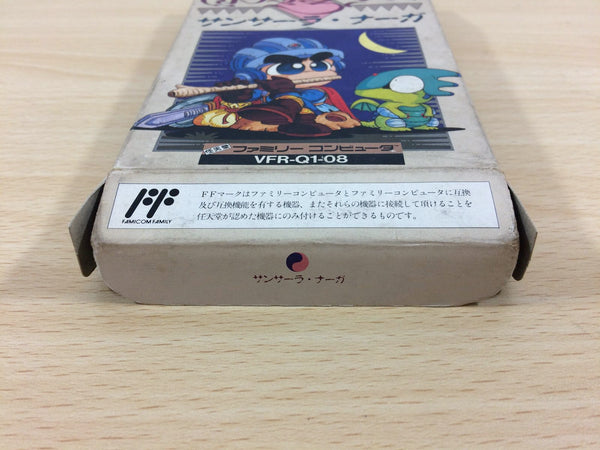 サンサーラ・ナーガ
任天堂 ファミリーコンピュータ
VFR-Q1-08
FF
FAMICOM FAMILY
FFマークはファミリーコンピュータとファミリーコンピュータに互換
及び互換機能を有する機器、またそれらの機器に接続して頂けることを
任天堂が認めた機器にのみ付けることができるものです。
サンサーラ・ナーガ